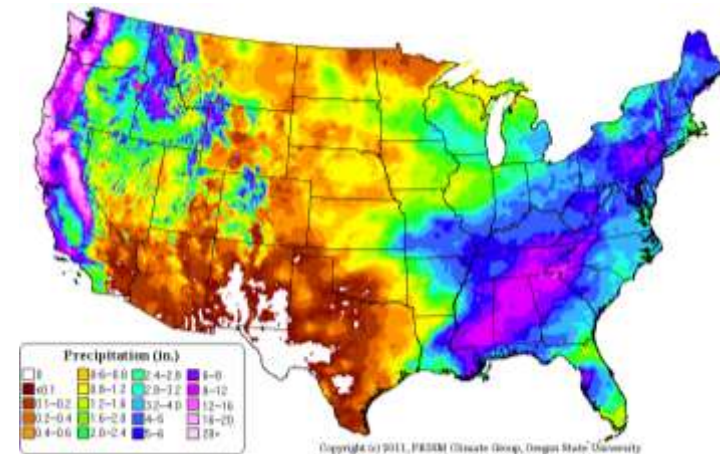 Precipitation (in.)
0 0.6-0.8 2.4-2.8 6-8
<0.1 0.8-1.2 2.8-3.2 8-12
0.1-0.2 1.2-1.6 3.2-4.0 12-16
0.2-0.4 1.6-2.0 4-5 16-20
0.4-0.6 2.0-2.4 5-6 20+
Copyright (c) 2011, PRISM Climate Group, Oregon State University